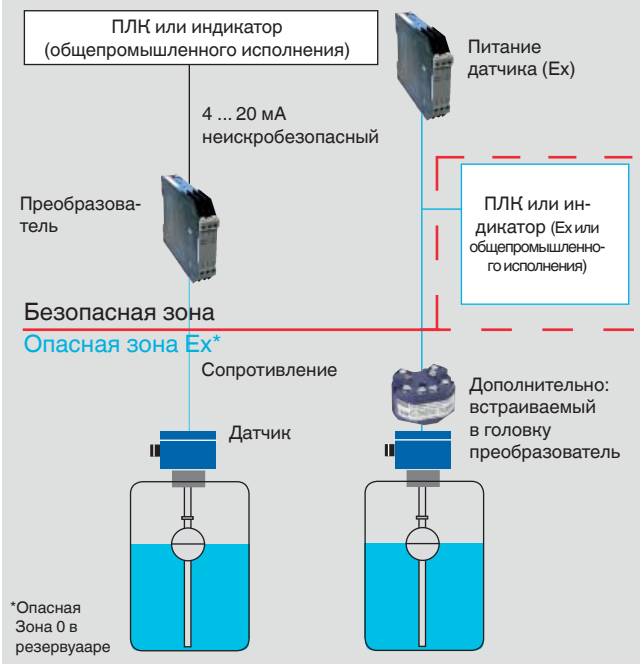 ПЛК или индикатор
(общепромышленного исполнения)
Питание
датчика (Ex)
4 ... 20 мА
неискробезопасный
Преобразова-
тель
ПЛК или ин-
дикатор (Ex или
общепромышленно-
го исполнения)
Безопасная зона
Опасная зона Ex*
Сопротивление
Датчик
Дополнительно:
встраиваемый
в головку
преобразователь
*Опасная
Зона 0 в
резервуааре